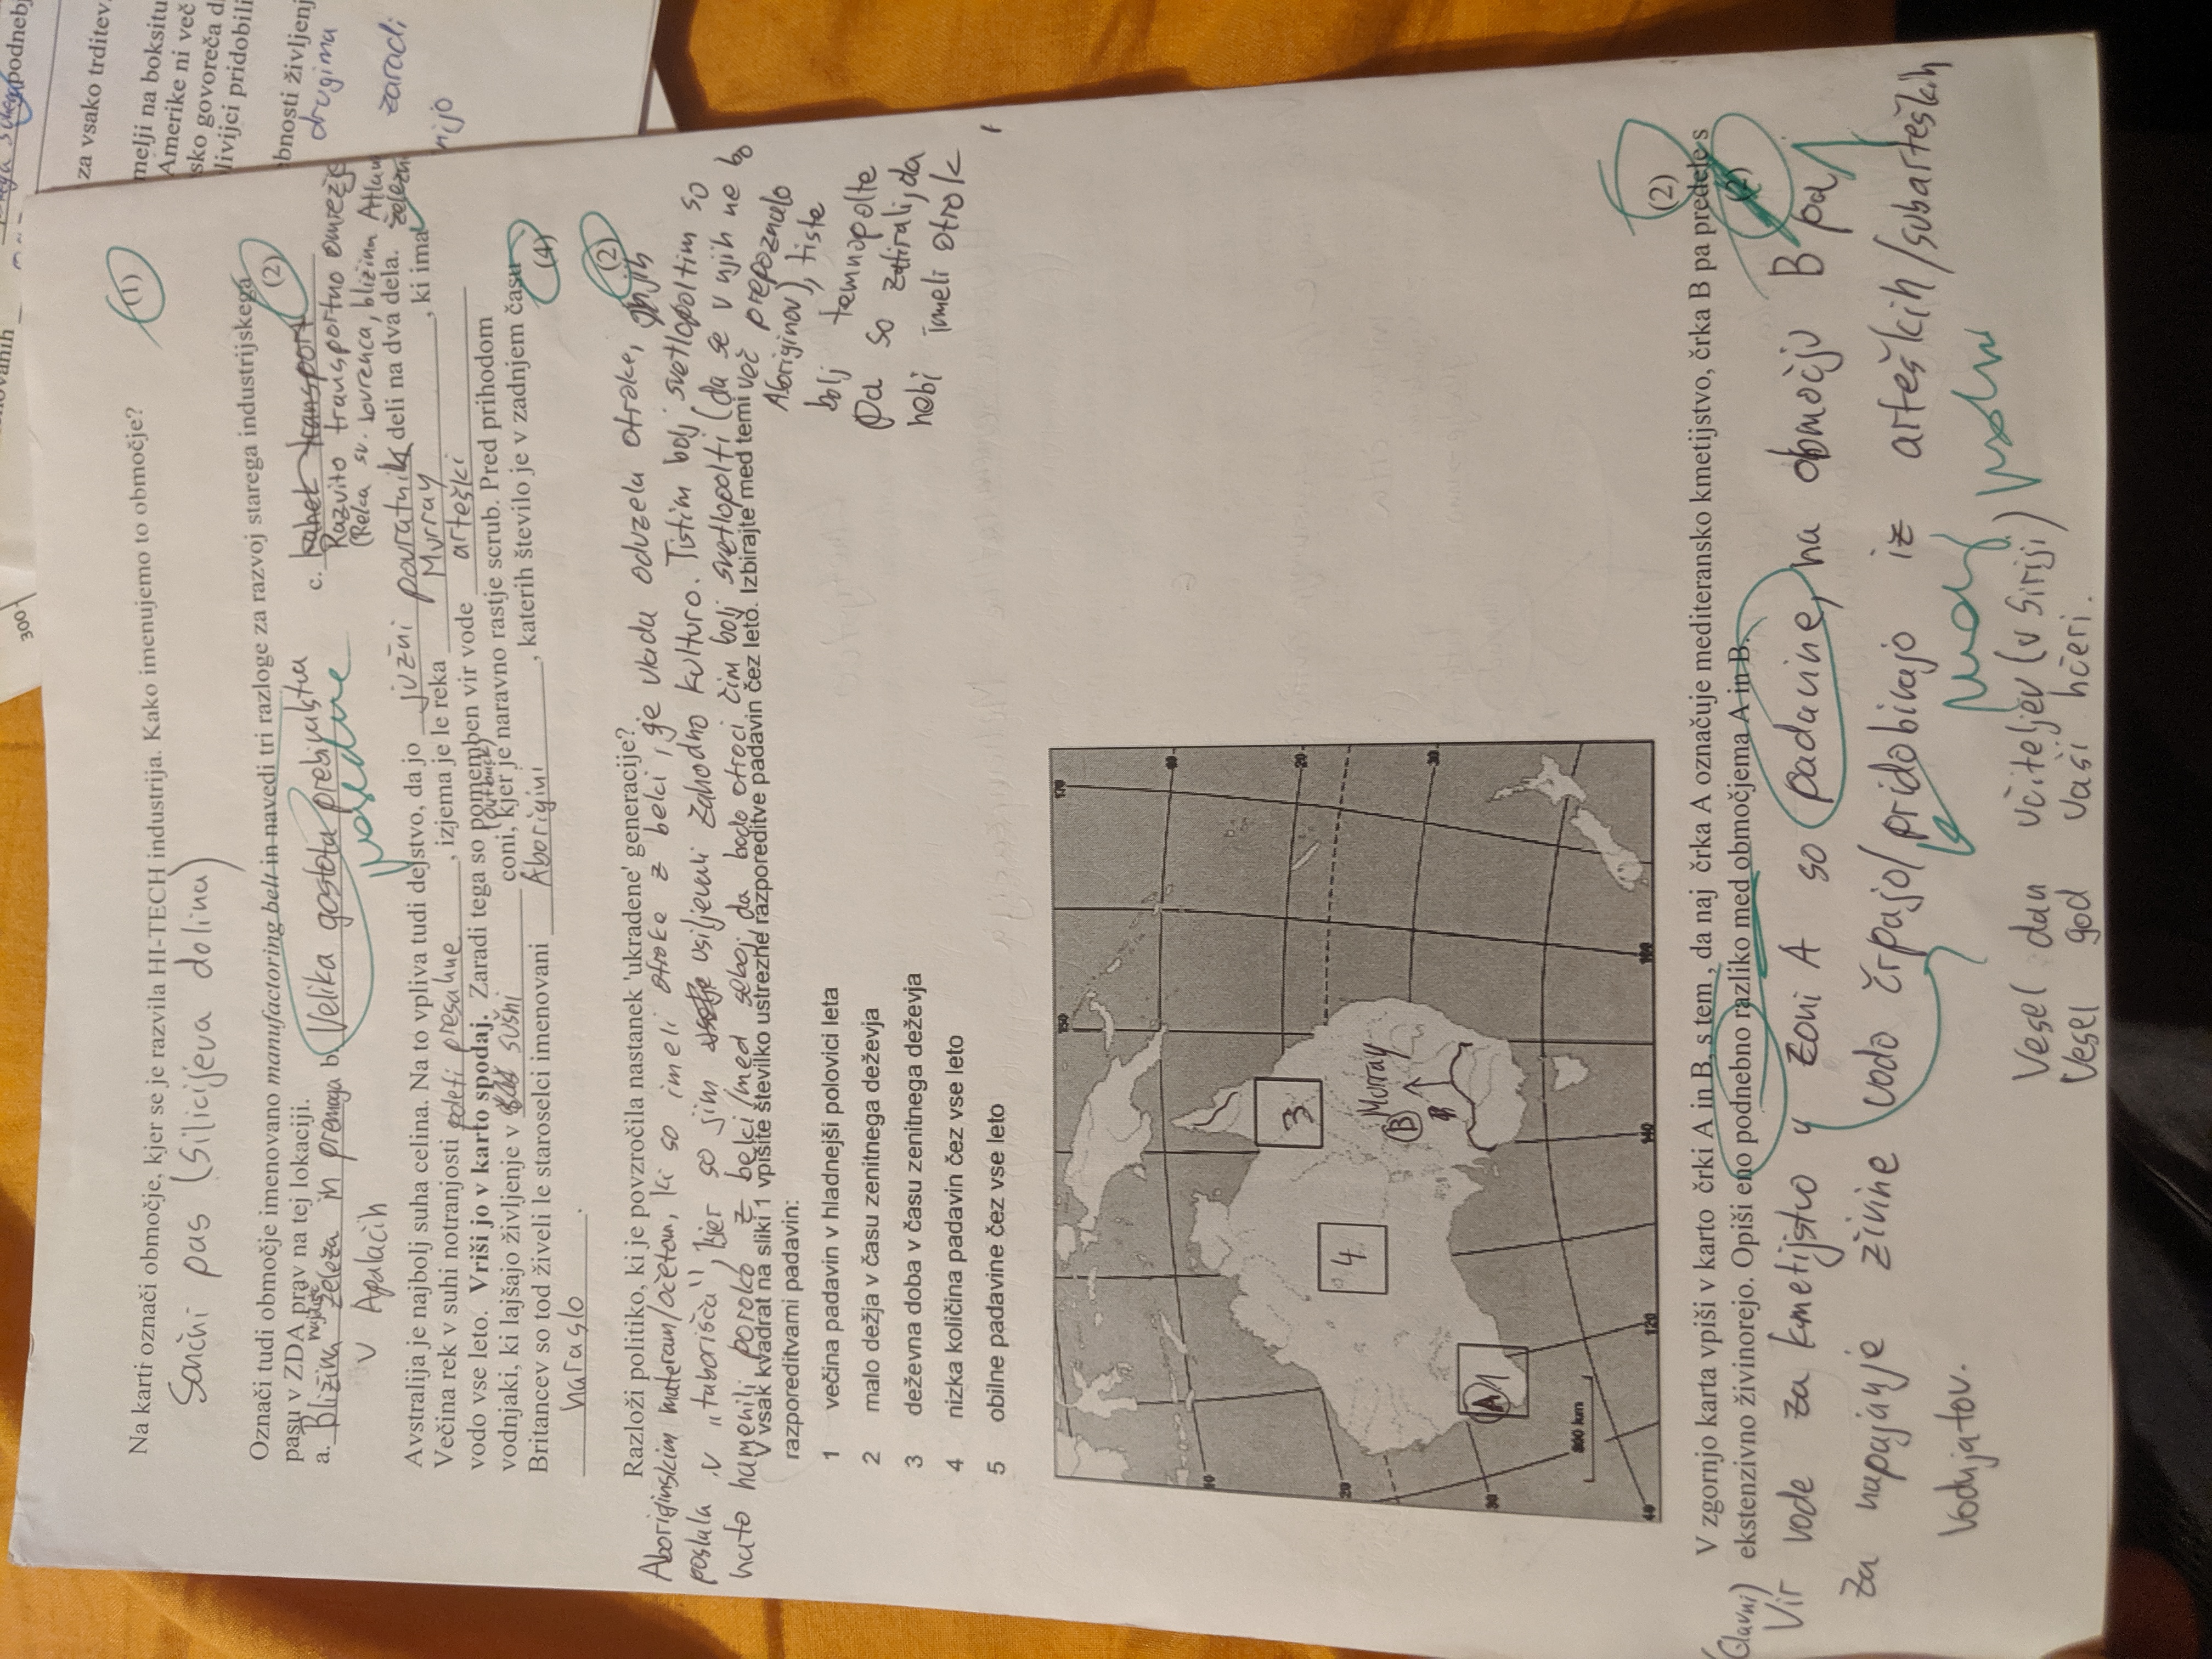 300
podneb
za vsako trditev
melji na boksitu
Amerike ni več
sko govoreča d
livijci pridobili
bnosti življenj
drugima
zaradi
nijo
Na karti označi območje, kjer se je razvila HI-TECH industrija. Kako imenujemo to območje?
(1)
Sončni pas (Silicijeva dolina)
Označi tudi območje imenovano manufactoring belt in navedi tri razloge za razvoj starega industrijskega
pasu v ZDA prav na tej lokaciji.
(2)
a. Bližina najdišč železa in premoga b. Velika gostota prebivalstva c. kahek transport
v Apalacih
posedne
Razvito transportno omrežje
(Reka sv. Lovrenca, bližina Atlan
železni
Avstralija je najbolj suha celina. Na to vpliva tudi dejstvo, da jo južni povratnik deli na dva dela.
Večina rek v suhi notranjosti poleti presahne, izjema je le reka Murray, ki ima
vodo vse leto. Vriši jo v karto spodaj. Zaradi tega so pomemben vir vode arteški
vodnjaki, ki lajšajo življenje v sušni coni, (outback) kjer je naravno rastje scrub. Pred prihodom
Britancev so tod živeli le staroselci imenovani Aborigini, katerih število je v zadnjem času
(4)
naraslo.
(2)
Razloži politiko, ki je povzročila nastanek 'ukradene' generacije?
Aboriginskim materam/očetom, ki so imeli otroke z belci, je vlada oduzela otroke, jih
poslala v "taborišča", kjer so jim usiljevali zahodno kulturo. Tistim bolj svetlopoltim so
nato namenili poroko z belci/med seboj, da bodo otroci čim bolj svetlopolti (da se v njih ne bo
več prepoznalo
Aboriginov), tiste
bolj temnopolte
pa so zatirali, da
nebi imeli otrok
V vsak kvadrat na sliki 1 vpišite številko ustrezne razporeditve padavin čez leto. Izbirajte med temi
razporeditvami padavin:
1 večina padavin v hladnejši polovici leta
2 malo dežja v času zenitnega deževja
3 deževna doba v času zenitnega deževja
4 nizka količina padavin čez vse leto
5 obilne padavine čez vse leto
150 170
10
20 20
30 30
40 120 140 160
800 km
3
4
Murray
B
A 1
(2)
V zgornjo karta vpiši v karto črki A in B, s tem , da naj črka A označuje mediteransko kmetijstvo, črka B pa predele s
ekstenzivno živinorejo. Opiši eno podnebno razliko med območjema A in B.
(2)
(Glavni)
Vir vode za kmetijstvo v zoni A so padavine, na območju B pa
za napajanje živine vodo črpajo/pridobivajo iz arteških/subarteških
vodnjatov.
Vesel dan učiteljev (v Siriji)
Vesel god vaši hčeri.